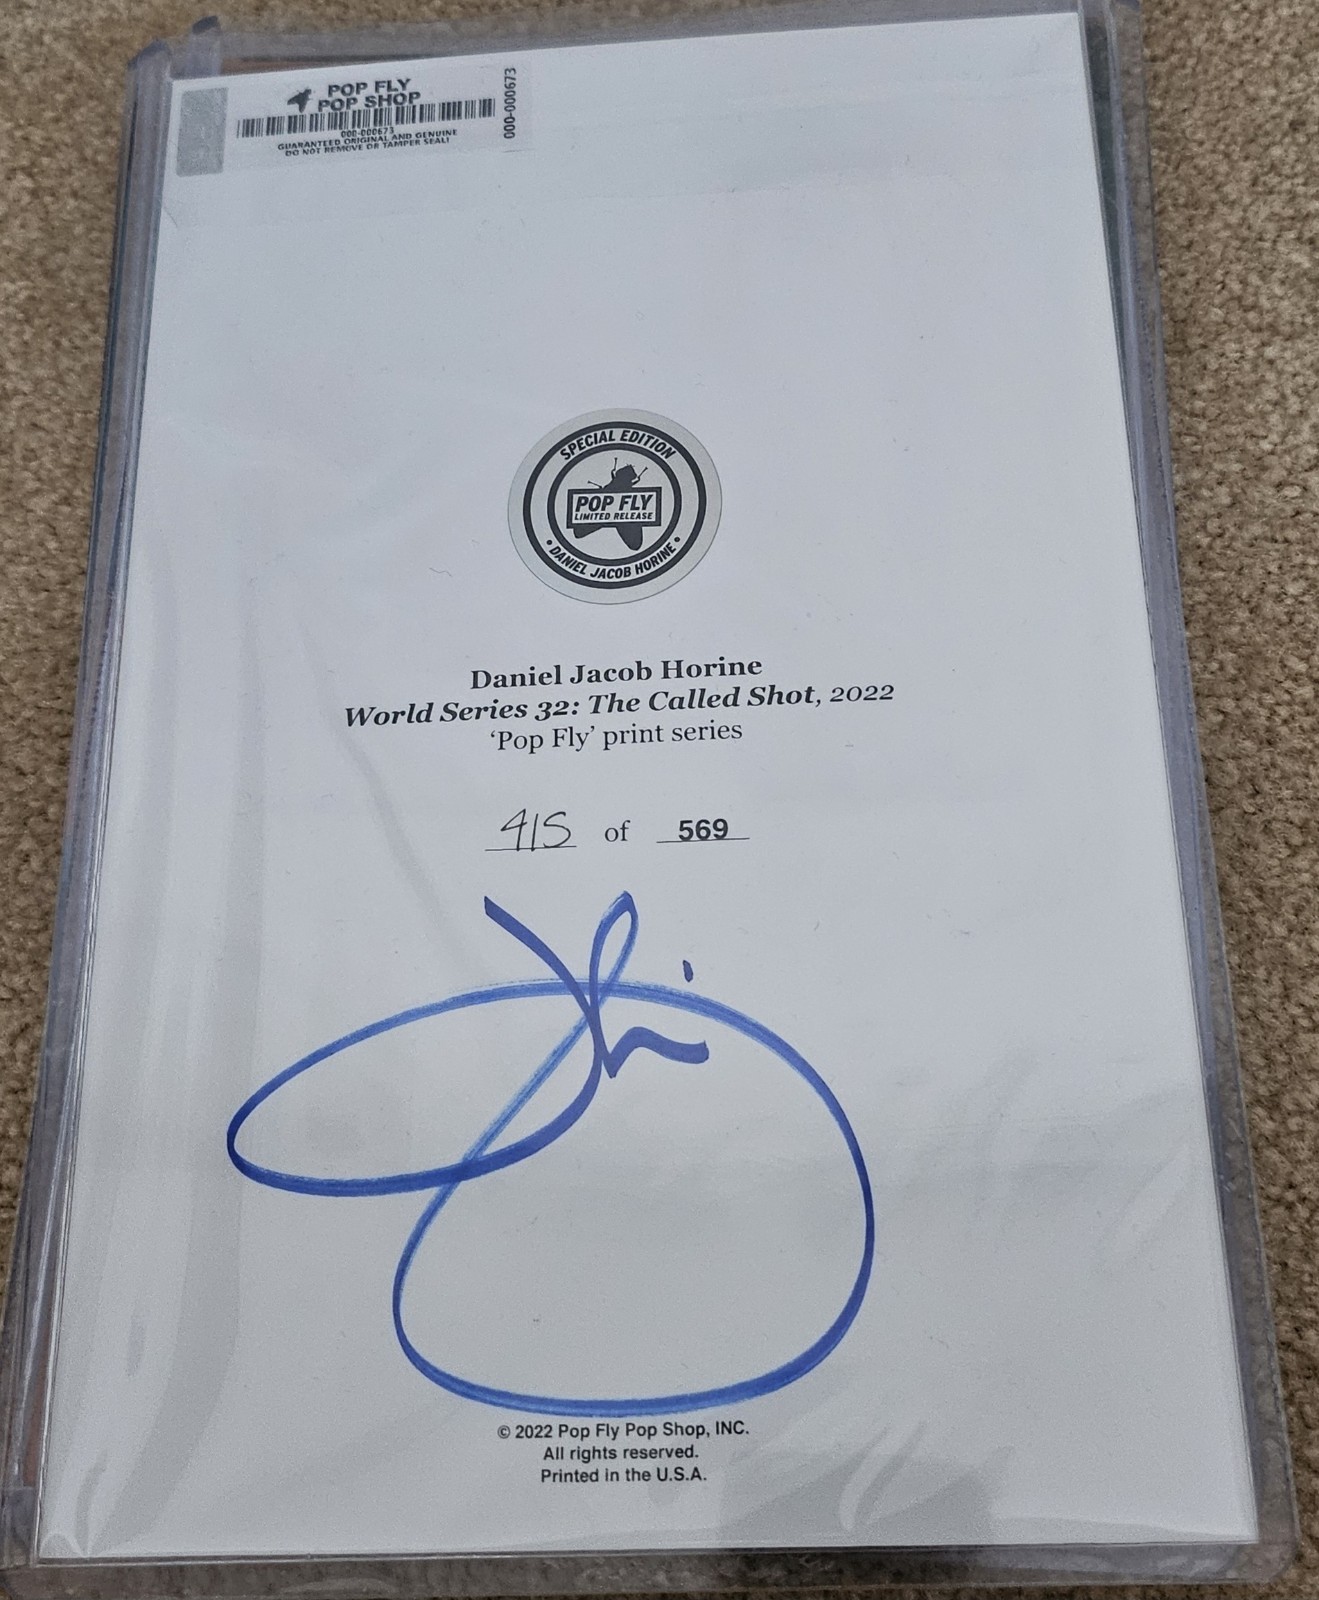 POP FLY
POP SHOP
000-000673
GUARANTEED ORIGINAL AND GENUINE
DO NOT REMOVE OR TAMPER SEAL!
000-000673
SPECIAL EDITION
POP FLY
LIMITED RELEASE
• DANIEL JACOB HORINE •
Daniel Jacob Horine
World Series 32: The Called Shot, 2022
‘Pop Fly’ print series
415 of 569
© 2022 Pop Fly Pop Shop, INC.
All rights reserved.
Printed in the U.S.A.